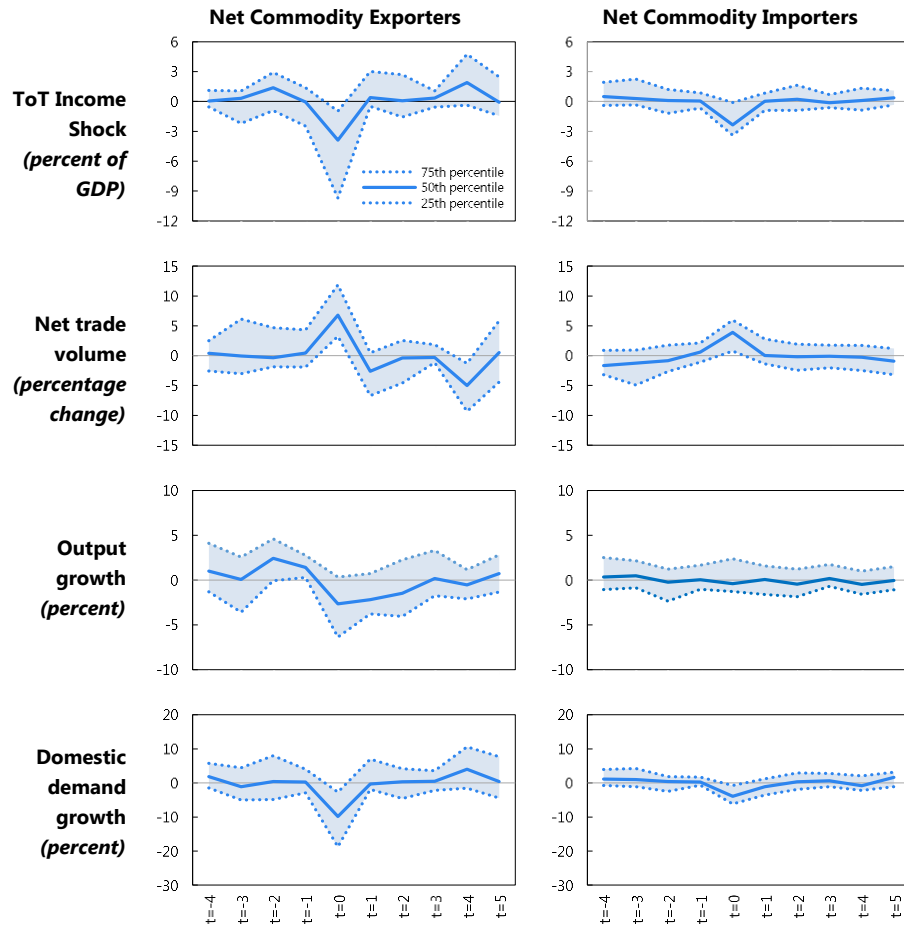 Net Commodity Exporters
Net Commodity Importers
ToT Income
Shock
(percent of
GDP)
6
3
0
-3
-6
-9
-12
75th percentile
50th percentile
25th percentile
6
3
0
-3
-6
-9
-12
Net trade
volume
(percentage
change)
15
10
5
0
-5
-10
-15
15
10
5
0
-5
-10
-15
Output
growth
(percent)
10
5
0
-5
-10
10
5
0
-5
-10
Domestic
demand
growth
(percent)
20
10
0
-10
-20
-30
t=-4
t=-3
t=-2
t=-1
t=0
t=1
t=2
t=3
t=4
t=5
20
10
0
-10
-20
-30
t=-4
t=-3
t=-2
t=-1
t=0
t=1
t=2
t=3
t=4
t=5